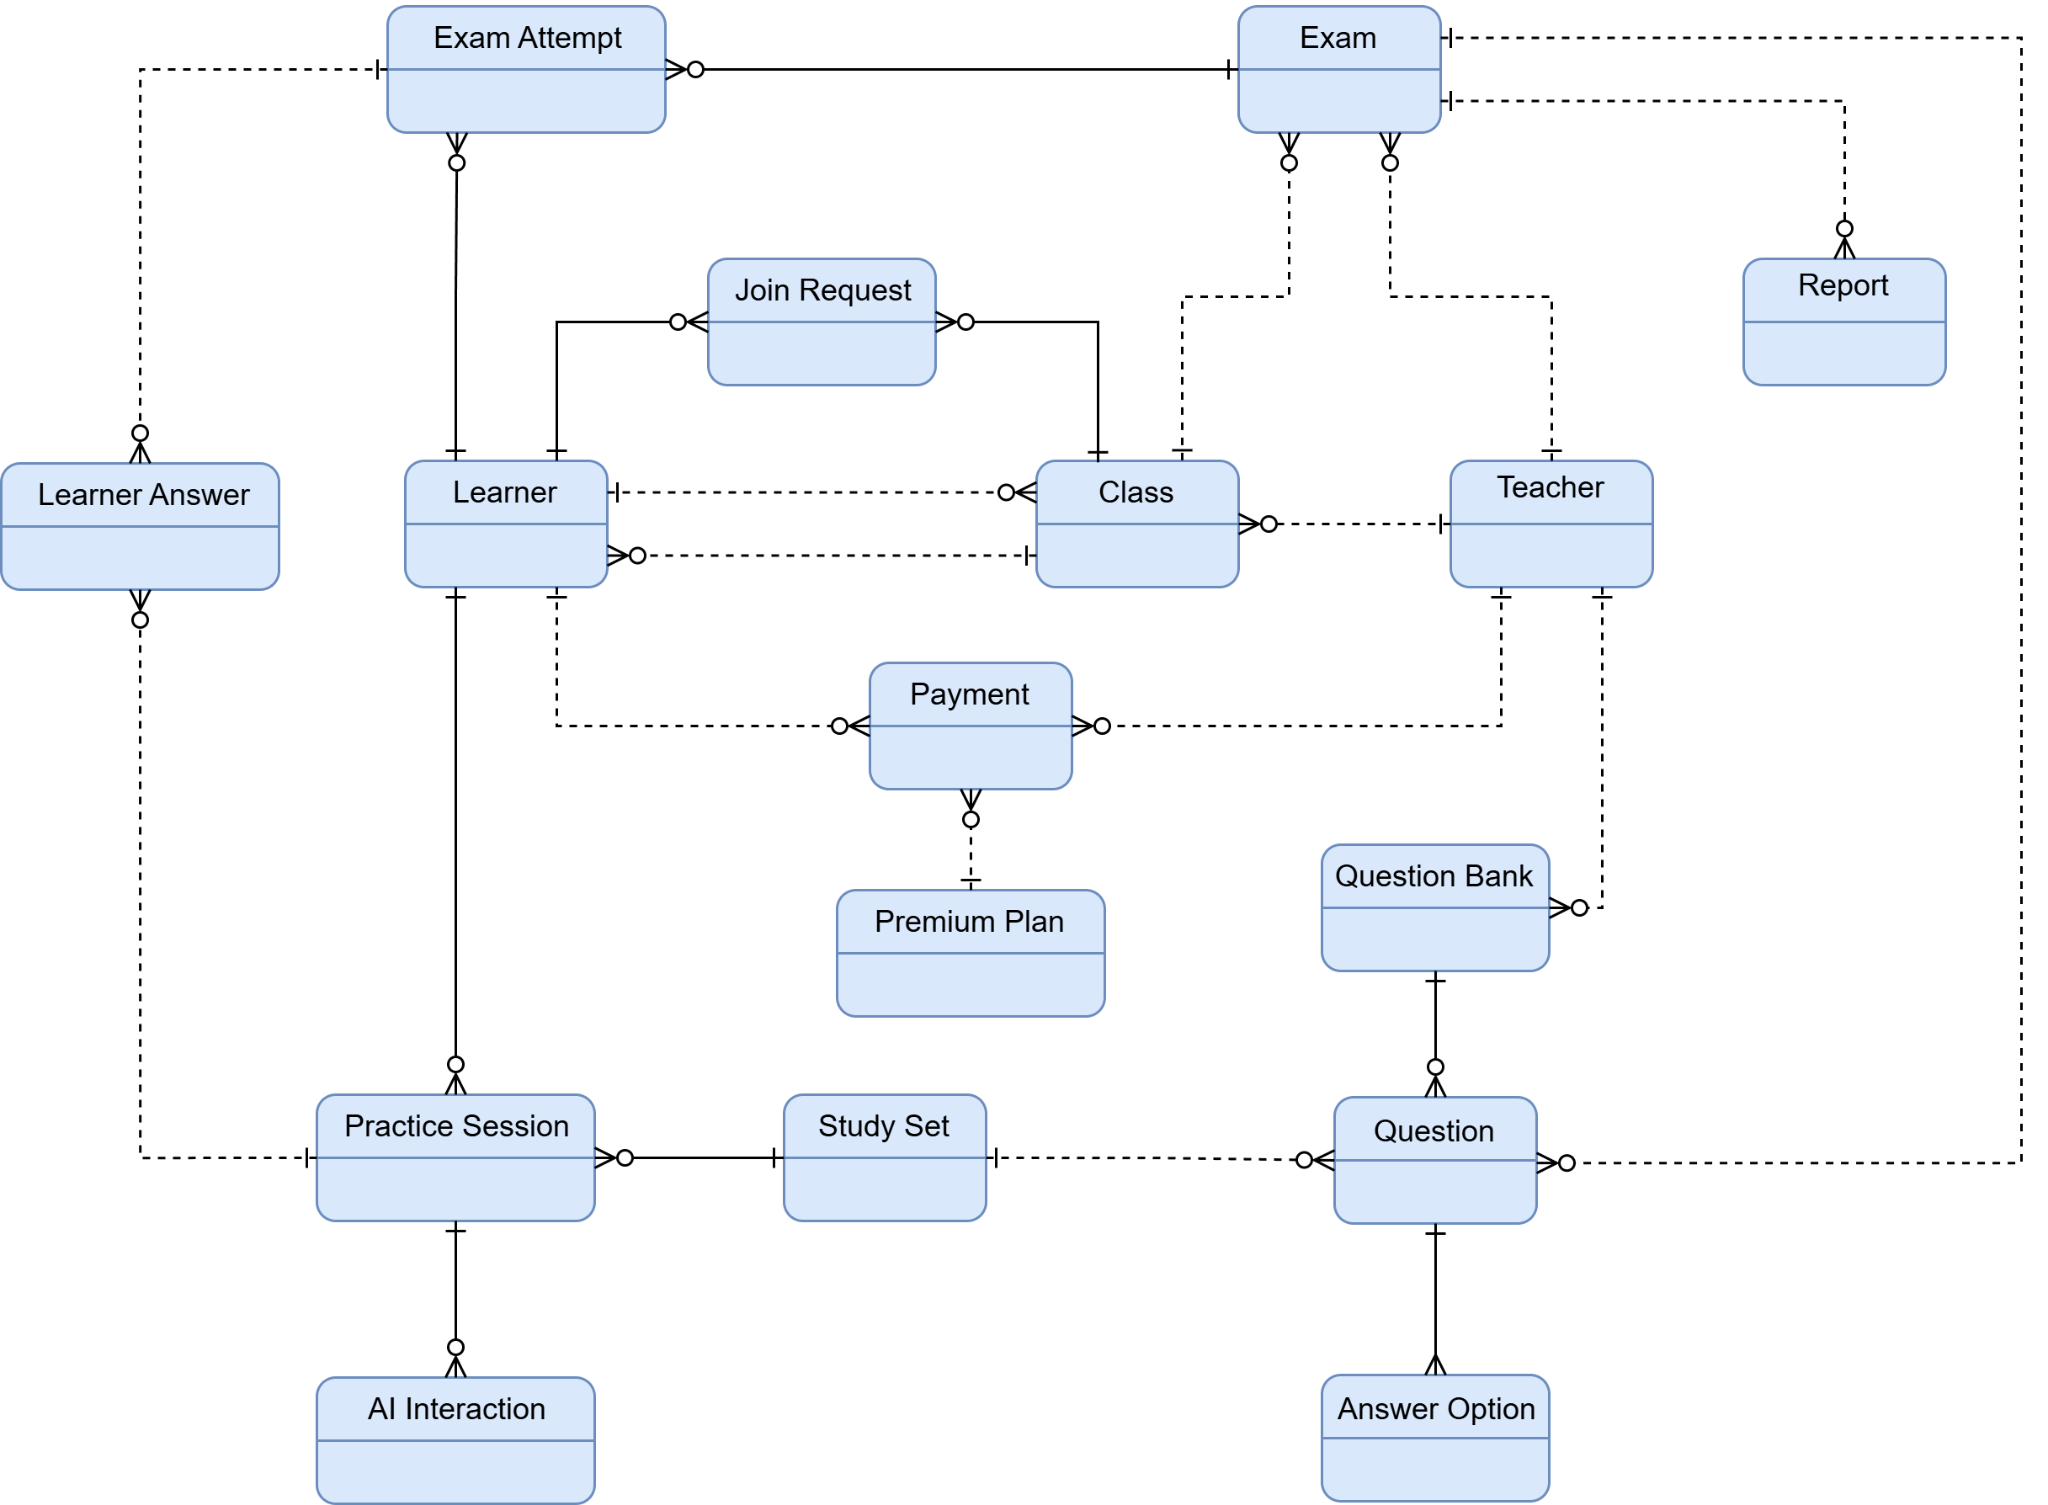 Exam Attempt
Exam
Join Request
Report
Learner Answer
Learner
Class
Teacher
Payment
Question Bank
Premium Plan
Practice Session
Study Set
Question
AI Interaction
Answer Option